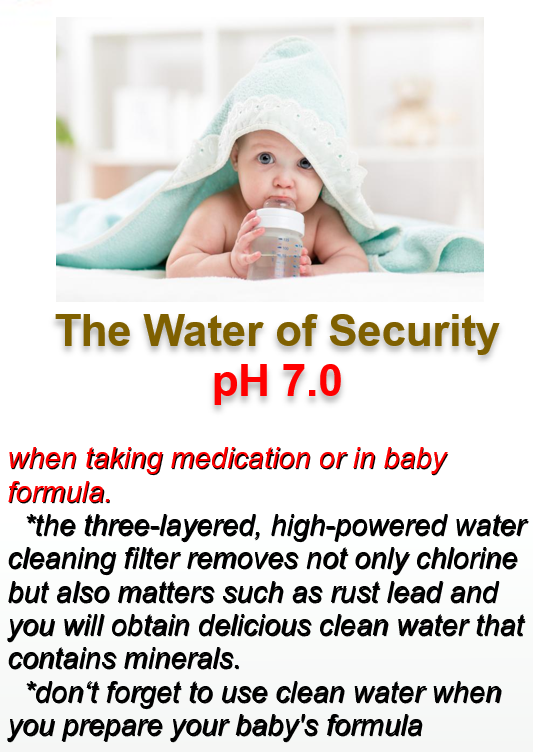 The Water of Security
pH 7.0
when taking medication or in baby
formula.
*the three-layered, high-powered water
cleaning filter removes not only chlorine
but also matters such as rust lead and
you will obtain delicious clean water that
contains minerals.
*don‘t forget to use clean water when
you prepare your baby's formula